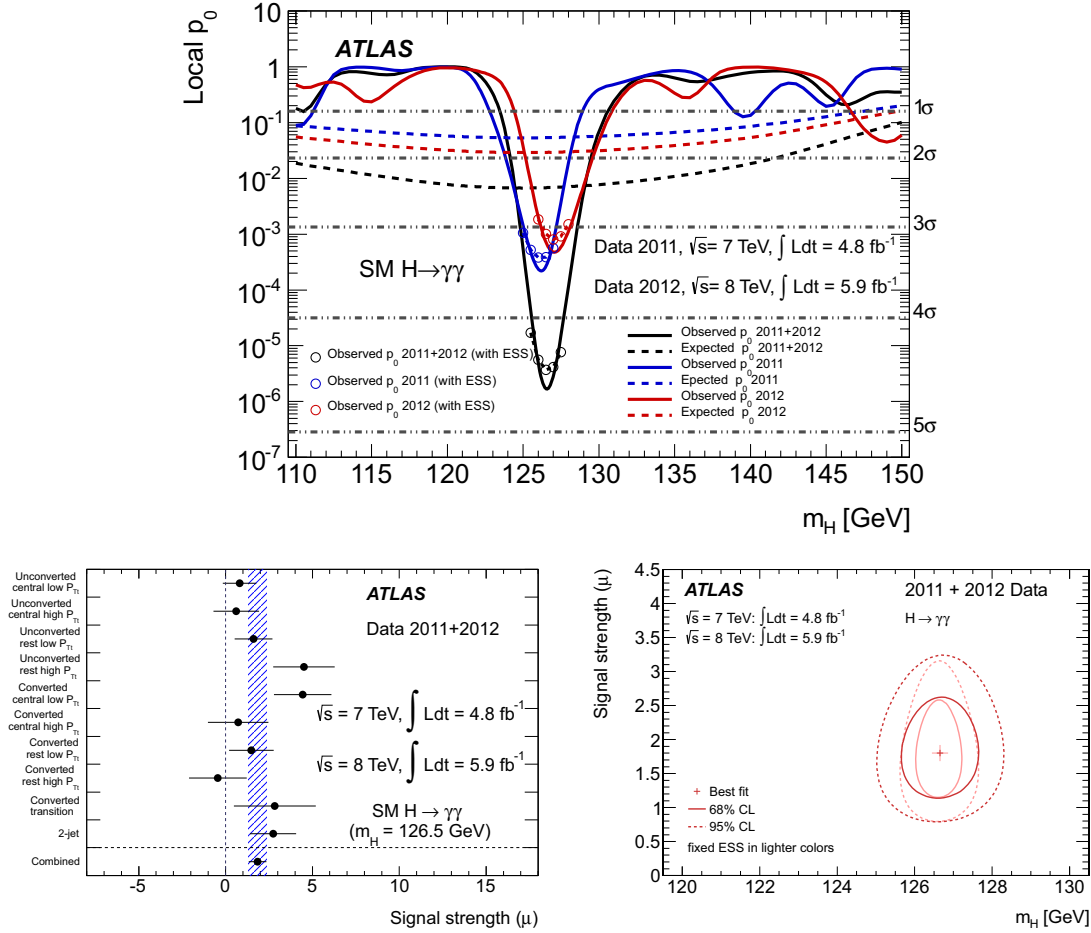 Local p0
ATLAS
10
1
10-1
10-2
10-3
10-4
10-5
10-6
10-7
1σ
2σ
3σ
4σ
5σ
SM H→γγ
Data 2011, √s= 7 TeV, ∫ Ldt = 4.8 fb-1
Data 2012, √s= 8 TeV, ∫ Ldt = 5.9 fb-1
Observed p0 2011+2012 (with ESS)
Observed p0 2011 (with ESS)
Observed p0 2012 (with ESS)
Observed p0 2011+2012
Expected p0 2011+2012
Observed p0 2011
Epected p0 2011
Observed p0 2012
Expected p0 2012
110 115 120 125 130 135 140 145 150
mH [GeV]
Unconverted
central low PTt
Unconverted
central high PTt
Unconverted
rest low PTt
Unconverted
rest high PTt
Converted
central low PTt
Converted
central high PTt
Converted
rest low PTt
Converted
rest high PTt
Converted
transition
2-jet
Combined
ATLAS
Data 2011+2012
√s = 7 TeV, ∫ Ldt = 4.8 fb-1
√s = 8 TeV, ∫ Ldt = 5.9 fb-1
SM H → γγ
(mH = 126.5 GeV)
-5 0 5 10 15
Signal strength (μ)
Signal strength (μ)
4.5
4
3.5
3
2.5
2
1.5
1
0.5
0
ATLAS
2011 + 2012 Data
√s = 7 TeV: ∫Ldt = 4.8 fb-1
√s = 8 TeV: ∫Ldt = 5.9 fb-1
H → γγ
Best fit
68% CL
95% CL
fixed ESS in lighter colors
120 122 124 126 128 130
mH [GeV]